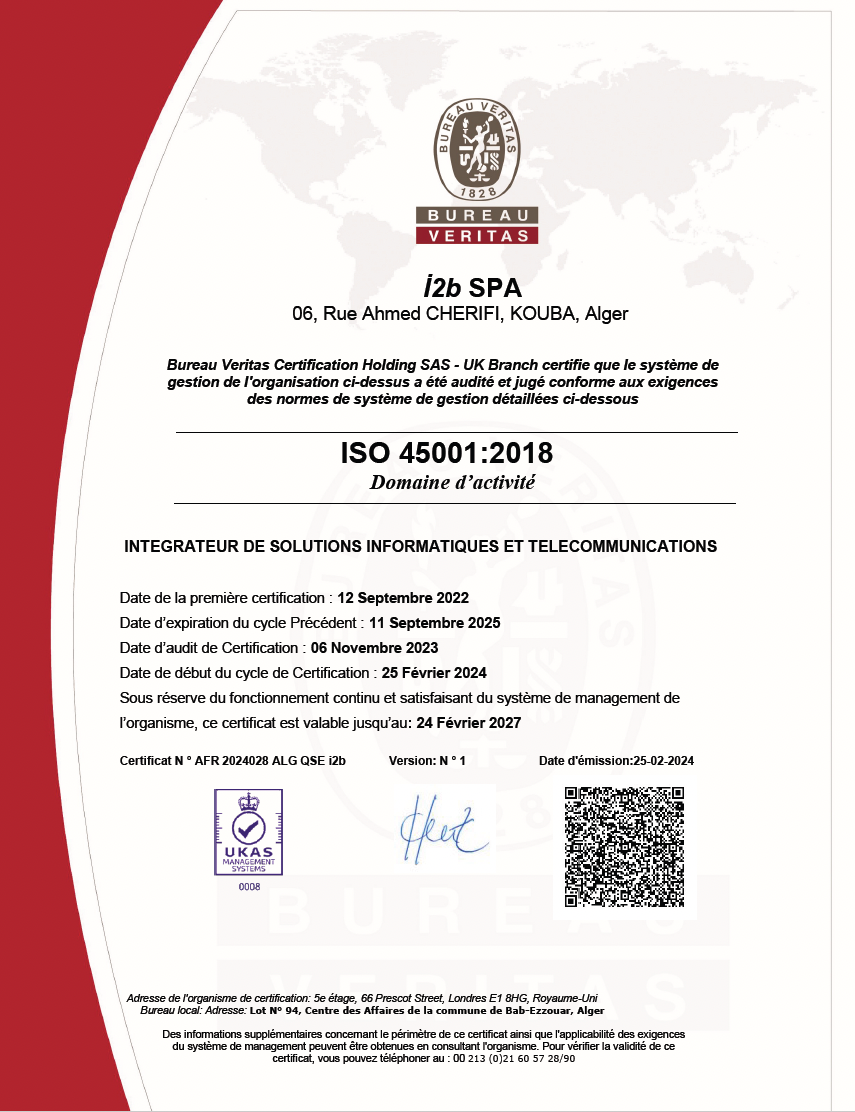 BUREAU VERITAS
1828
BUREAU
VERITAS
i2b SPA
06, Rue Ahmed CHERIFI, KOUBA, Alger
Bureau Veritas Certification Holding SAS - UK Branch certifie que le système de
gestion de l'organisation ci-dessus a été audité et jugé conforme aux exigences
des normes de système de gestion détaillées ci-dessous
ISO 45001:2018
Domaine d’activité
INTEGRATEUR DE SOLUTIONS INFORMATIQUES ET TELECOMMUNICATIONS
Date de la première certification : 12 Septembre 2022
Date d’expiration du cycle Précédent : 11 Septembre 2025
Date d’audit de Certification : 06 Novembre 2023
Date de début du cycle de Certification : 25 Février 2024
Sous réserve du fonctionnement continu et satisfaisant du système de management de
l’organisme, ce certificat est valable jusqu’au: 24 Février 2027
Certificat N ° AFR 2024028 ALG QSE i2b Version: N ° 1 Date d'émission:25-02-2024
UKAS
MANAGEMENT
SYSTEMS
0008
BUREAU
VERITAS
Adresse de l'organisme de certification: 5e étage, 66 Prescot Street, Londres E1 8HG, Royaume-Uni
Bureau local: Adresse: Lot N° 94, Centre des Affaires de la commune de Bab-Ezzouar, Alger
Des informations supplémentaires concernant le périmètre de ce certificat ainsi que l'applicabilité des exigences
du système de management peuvent être obtenues en consultant l'organisme. Pour vérifier la validité de ce
certificat, vous pouvez téléphoner au : 00 213 (0)21 60 57 28/90